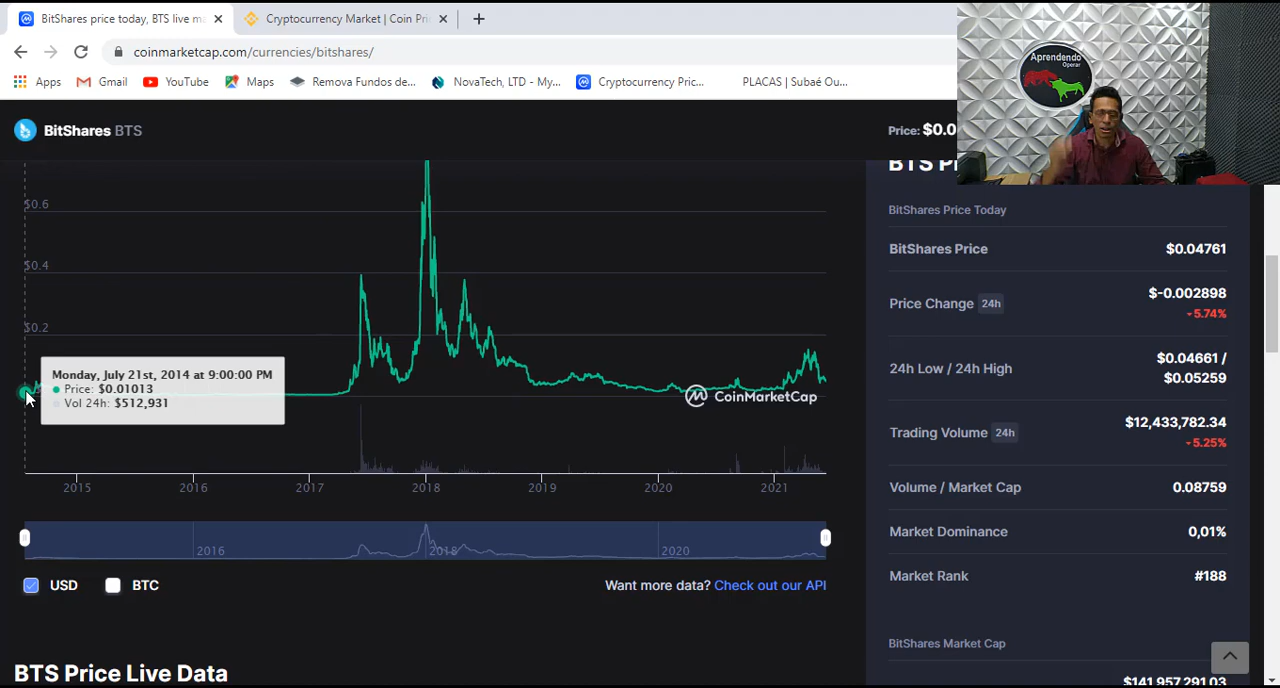 BitShares price today, BTS live ma
Cryptocurrency Market | Coin Pri
coinmarketcap.com/currencies/bitshares/
Apps
Gmail
YouTube
Maps
Remova Fundos de...
NovaTech, LTD - My...
Cryptocurrency Pric...
PLACAS | Subaé Ou...
Aprendendo
Operar
BitShares BTS
Price: $0.0
BTS P
$0.6
$0.4
$0.2
Monday, July 21st, 2014 at 9:00:00 PM
Price: $0.01013
Vol 24h: $512,931
CoinMarketCap
2015
2016
2017
2018
2019
2020
2021
2016
2018
2020
USD
BTC
Want more data? Check out our API
BTS Price Live Data
BitShares Price Today
BitShares Price
$0.04761
Price Change 24h
$-0.002898
5.74%
24h Low / 24h High
$0.04661 /
$0.05259
Trading Volume 24h
$12,433,782.34
5.25%
Volume / Market Cap
0.08759
Market Dominance
0,01%
Market Rank
#188
BitShares Market Cap
$141,957,291.03